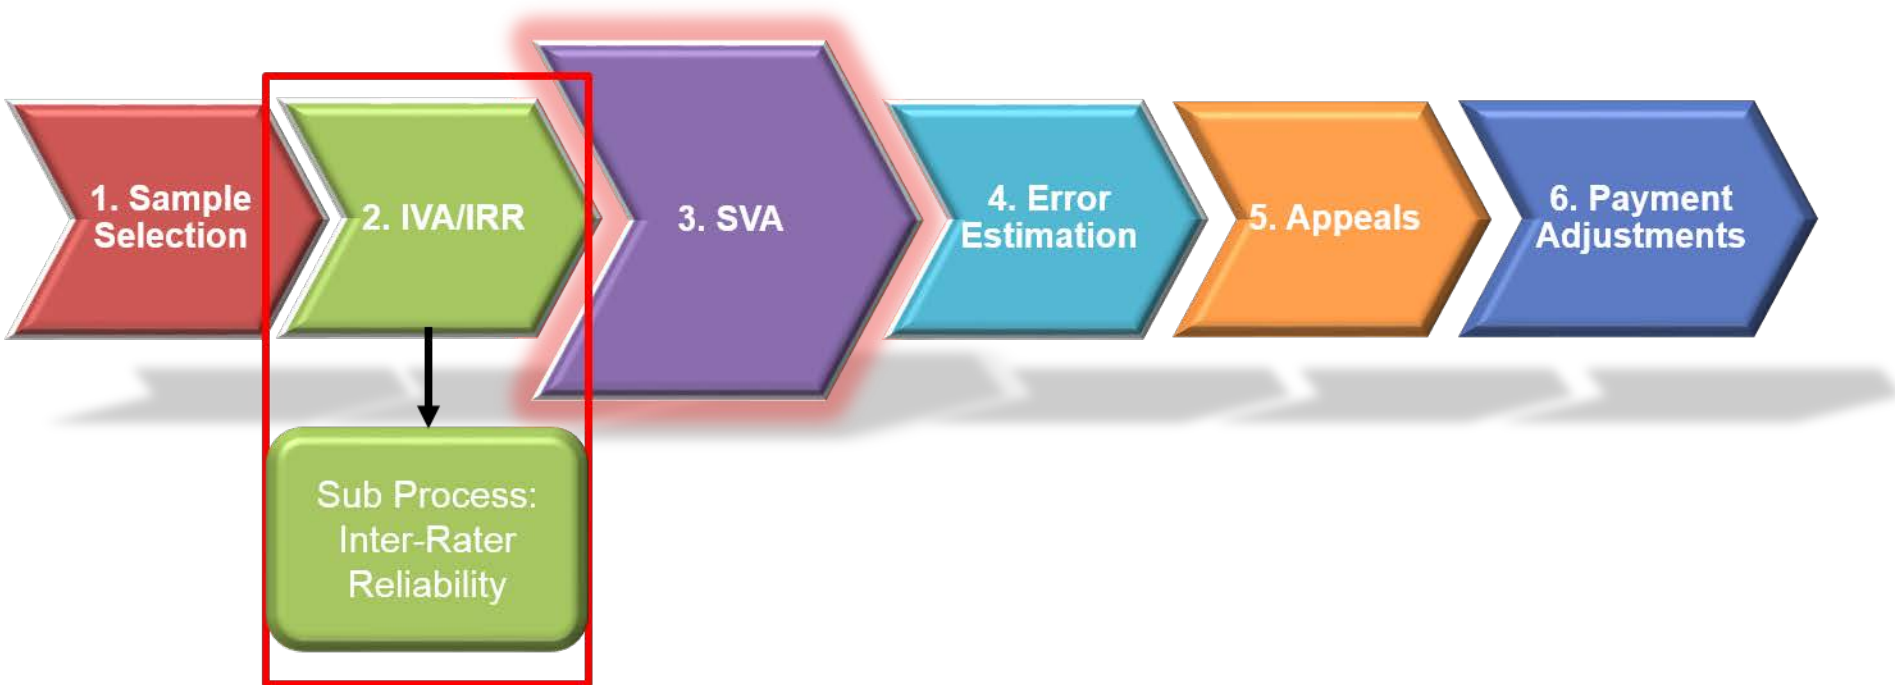 1. Sample
Selection
2. IVA/IRR
3. SVA
4. Error
Estimation
5. Appeals
6. Payment
Adjustments
Sub Process:
Inter-Rater
Reliability